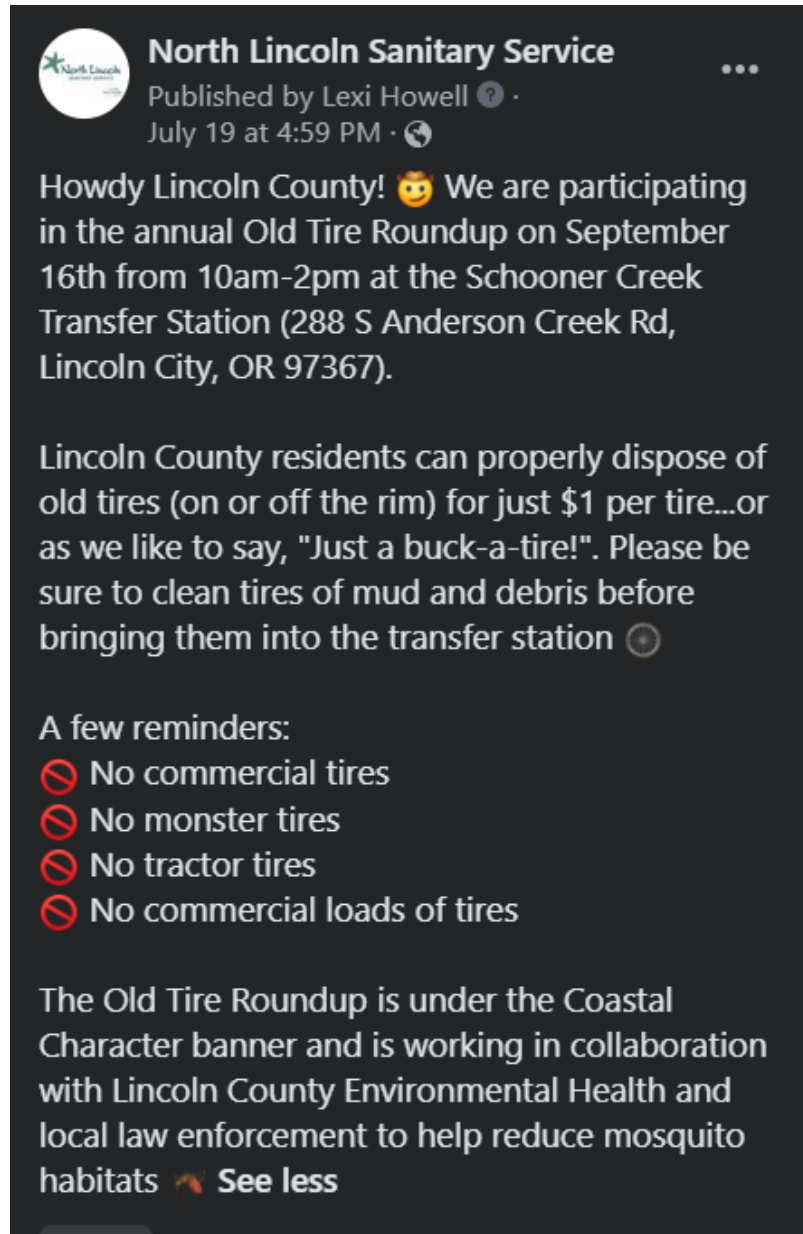 North Lincoln
North Lincoln Sanitary Service
Published by Lexi Howell ·
July 19 at 4:59 PM ·
Howdy Lincoln County! 🤠 We are participating
in the annual Old Tire Roundup on September
16th from 10am-2pm at the Schooner Creek
Transfer Station (288 S Anderson Creek Rd,
Lincoln City, OR 97367).
Lincoln County residents can properly dispose of
old tires (on or off the rim) for just $1 per tire...or
as we like to say, "Just a buck-a-tire!". Please be
sure to clean tires of mud and debris before
bringing them into the transfer station 🛞
A few reminders:
🚫 No commercial tires
🚫 No monster tires
🚫 No tractor tires
🚫 No commercial loads of tires
The Old Tire Roundup is under the Coastal
Character banner and is working in collaboration
with Lincoln County Environmental Health and
local law enforcement to help reduce mosquito
habitats 🦟 See less